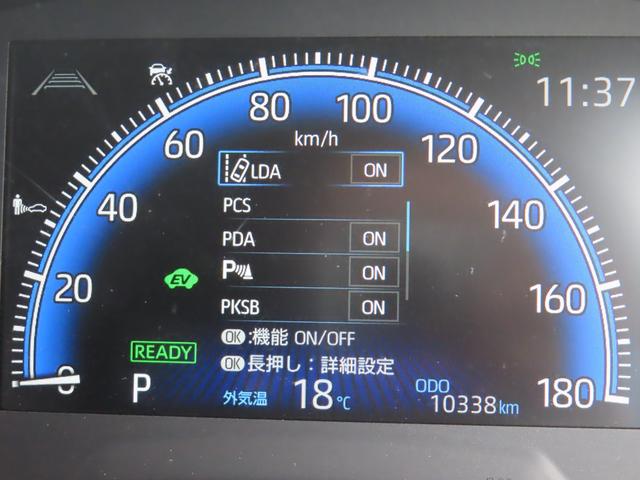 11:37
80
100
km/h
60
120
LDA ON
40
PCS
140
PDA ON
EV
P ON
20
PKSB ON
160
OK:機能 ON/OFF
READY
OK長押し:詳細設定
0
P
外気温 18℃
ODO
10338km
180